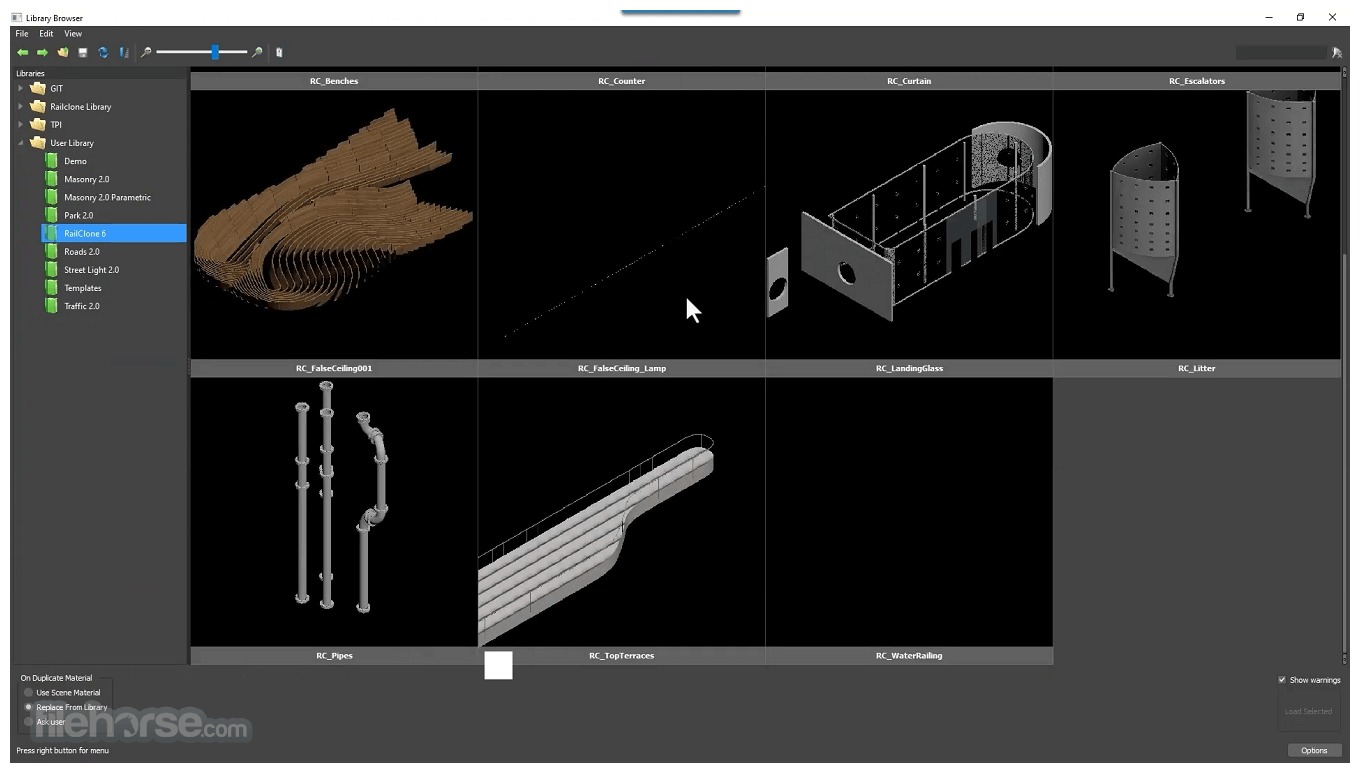 Library Browser
File Edit View
Libraries
GIT
Railclone Library
TPI
User Library
Demo
Masonry 2.0
Masonry 2.0 Parametric
Park 2.0
RailClone 6
Roads 2.0
Street Light 2.0
Templates
Traffic 2.0
RC_Benches RC_Counter RC_Curtain RC_Escalators
RC_FalseCeiling001 RC_FalseCeiling_Lamp RC_LandingGlass RC_Litter
RC_Pipes RC_TopTerraces RC_WaterRailing
On Duplicate Material
Use Scene Material
Replace From Library
Ask user
filehorse.com
Show warnings
Load Selected
Press right button for menu
Options